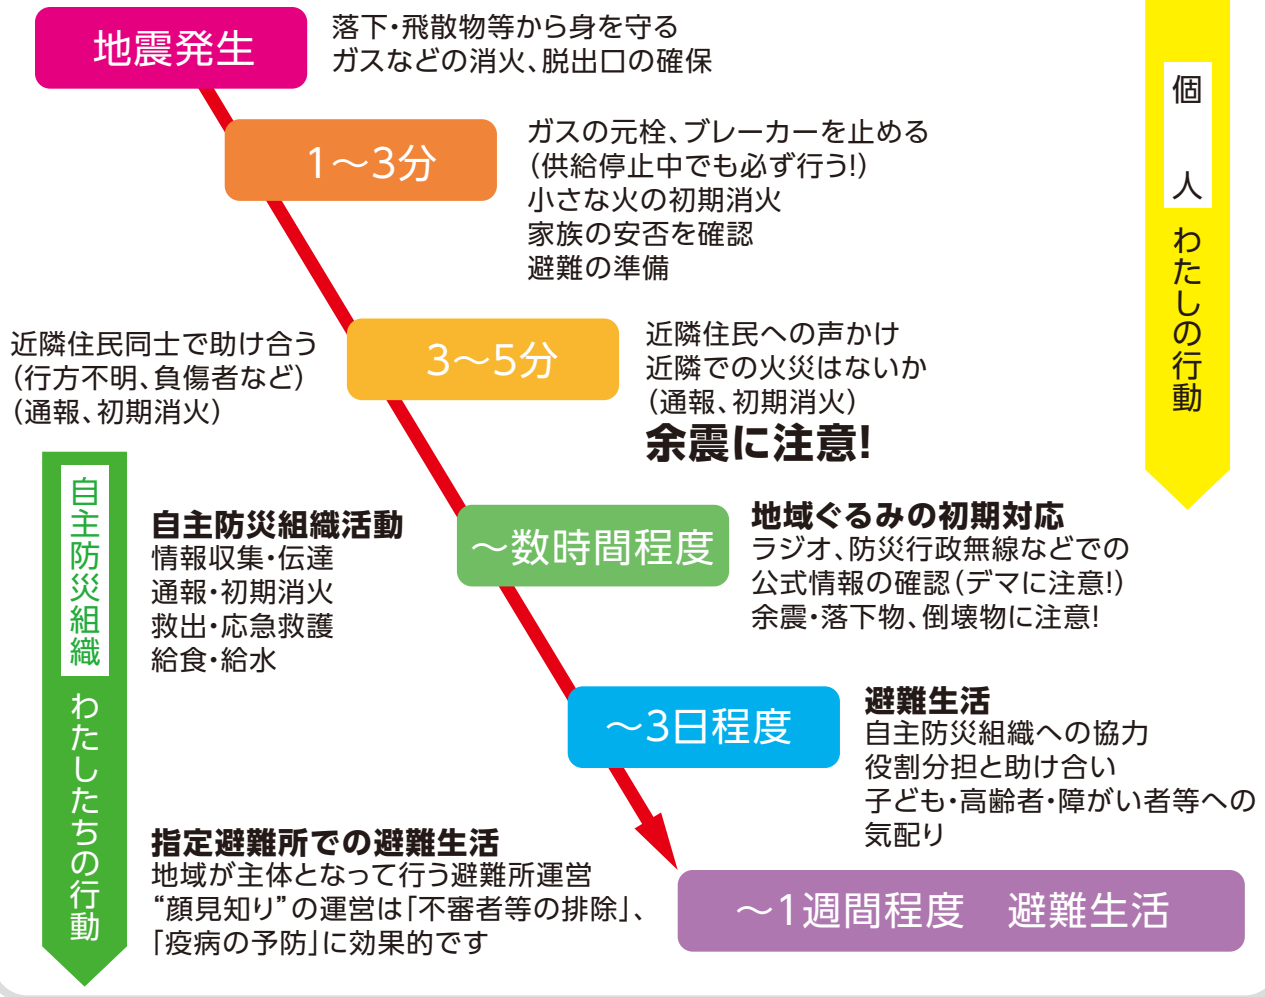 地震発生
落下・飛散物等から身を守る
ガスなどの消火、脱出口の確保
1～3分
ガスの元栓、ブレーカーを止める
(供給停止中でも必ず行う!)
小さな火の初期消火
家族の安否を確認
避難の準備
個人 わたしの行動
近隣住民同士で助け合う
(行方不明、負傷者など)
(通報、初期消火)
3～5分
近隣住民への声かけ
近隣での火災はないか
(通報、初期消火)
余震に注意!
自主防災組織 わたしたちの行動
自主防災組織活動
情報収集・伝達
通報・初期消火
救出・応急救護
給食・給水
～数時間程度
地域ぐるみの初期対応
ラジオ、防災行政無線などでの
公式情報の確認(デマに注意!)
余震・落下物、倒壊物に注意!
～3日程度
避難生活
自主防災組織への協力
役割分担と助け合い
子ども・高齢者・障がい者等への
気配り
指定避難所での避難生活
地域が主体となって行う避難所運営
“顔見知り”の運営は「不審者等の排除」、
「疫病の予防」に効果的です
～1週間程度　避難生活